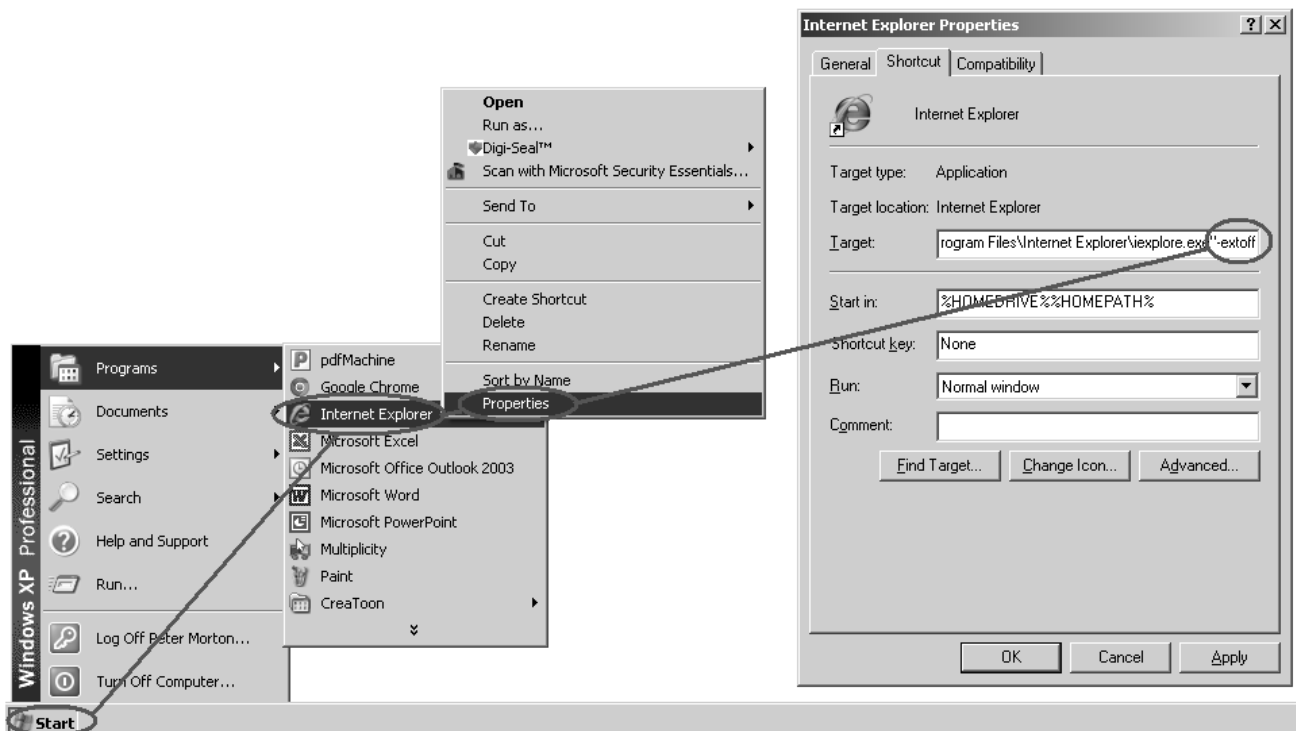 Windows XP Professional
Programs
Documents
Settings
Search
Help and Support
Run...
Log Off Peter Morton...
Turn Off Computer...
Start
pdfMachine
Google Chrome
Internet Explorer
Microsoft Excel
Microsoft Office Outlook 2003
Microsoft Word
Microsoft PowerPoint
Multiplicity
Paint
CreaToon
Open
Run as...
Digi-Seal™
Scan with Microsoft Security Essentials...
Send To
Cut
Copy
Create Shortcut
Delete
Rename
Sort by Name
Properties
Internet Explorer Properties
General Shortcut Compatibility
Internet Explorer
Target type: Application
Target location: Internet Explorer
Target: rogram Files\Internet Explorer\iexplore.exe" -extoff
Start in: %HOMEDRIVE%%HOMEPATH%
Shortcut key: None
Run: Normal window
Comment:
Find Target... Change Icon... Advanced...
OK Cancel Apply